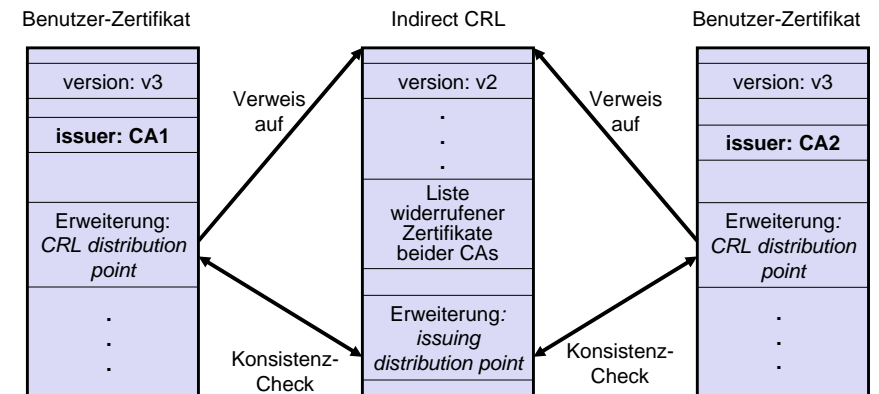 Benutzer-Zertifikat
version: v3
issuer: CA1
Erweiterung:
CRL distribution
point
.
.
.
Verweis
auf
Konsistenz-
Check
Indirect CRL
version: v2
.
.
.
Liste
widerrufener
Zertifikate
beider CAs
Erweiterung:
issuing
distribution point
Verweis
auf
Konsistenz-
Check
Benutzer-Zertifikat
version: v3
issuer: CA2
Erweiterung:
CRL distribution
point
.
.
.